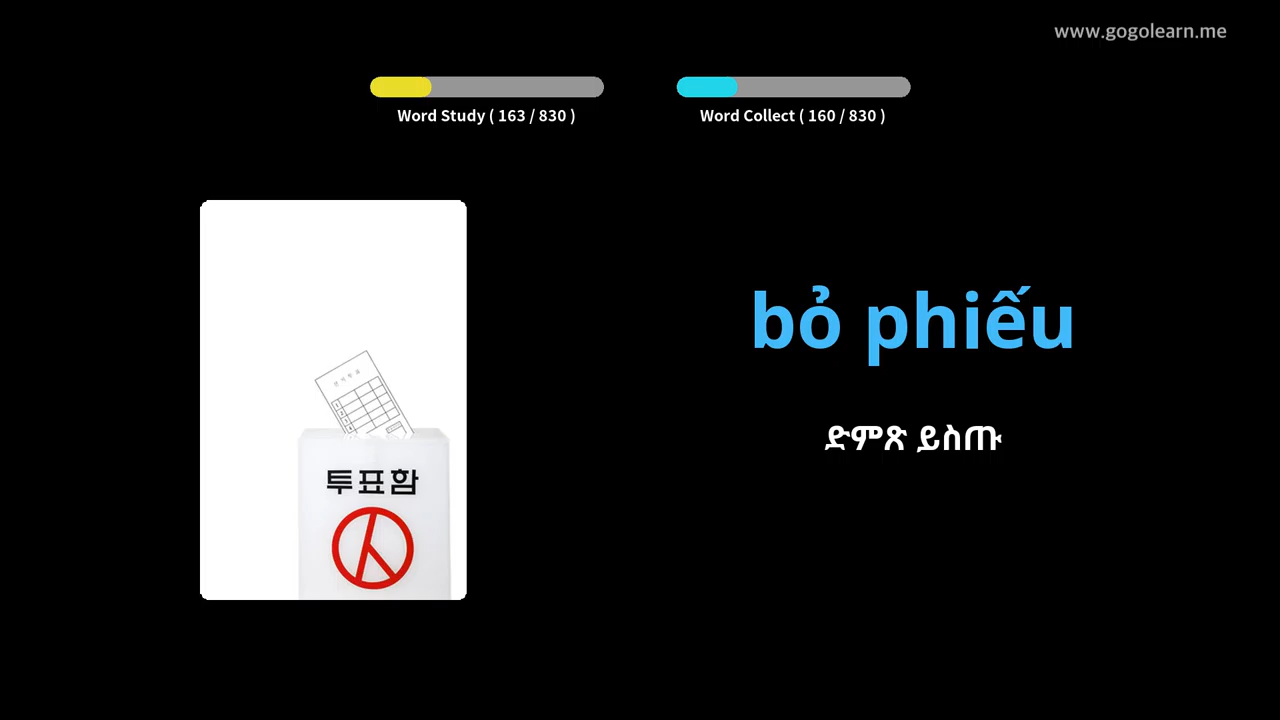 www.gogolearn.me
Word Study ( 163 / 830 )
Word Collect ( 160 / 830 )
bỏ phiếu
ድምጽ ይስጡ
투표함